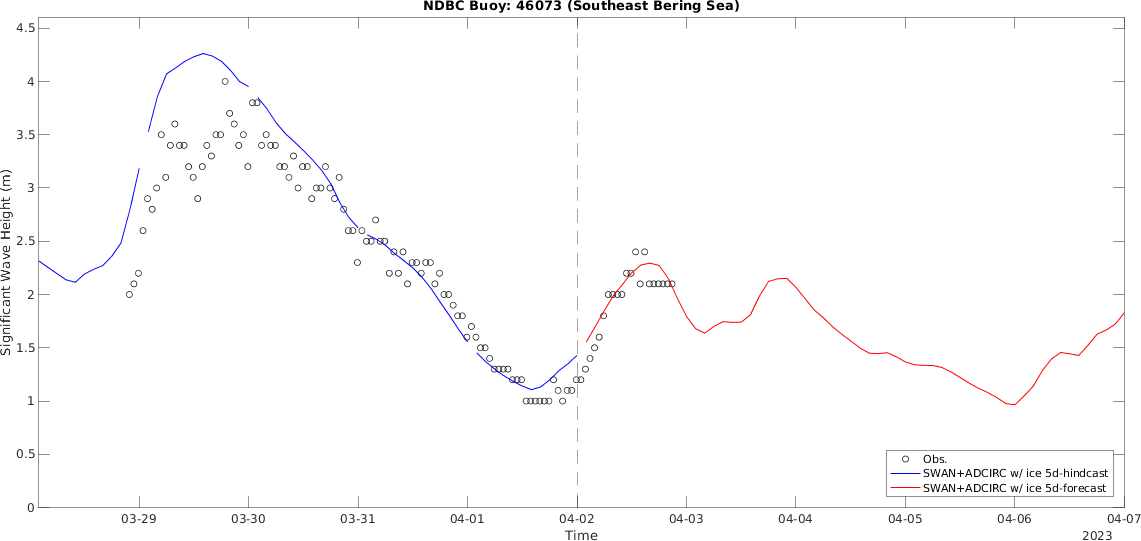 NDBC Buoy: 46073 (Southeast Bering Sea)
4.5
4
3.5
3
2.5
2
1.5
1
0.5
0
Significant Wave Height (m)
Obs.
SWAN+ADCIRC w/ ice 5d-hindcast
SWAN+ADCIRC w/ ice 5d-forecast
03-29 03-30 03-31 04-01 04-02 04-03 04-04 04-05 04-06 04-07
Time
2023